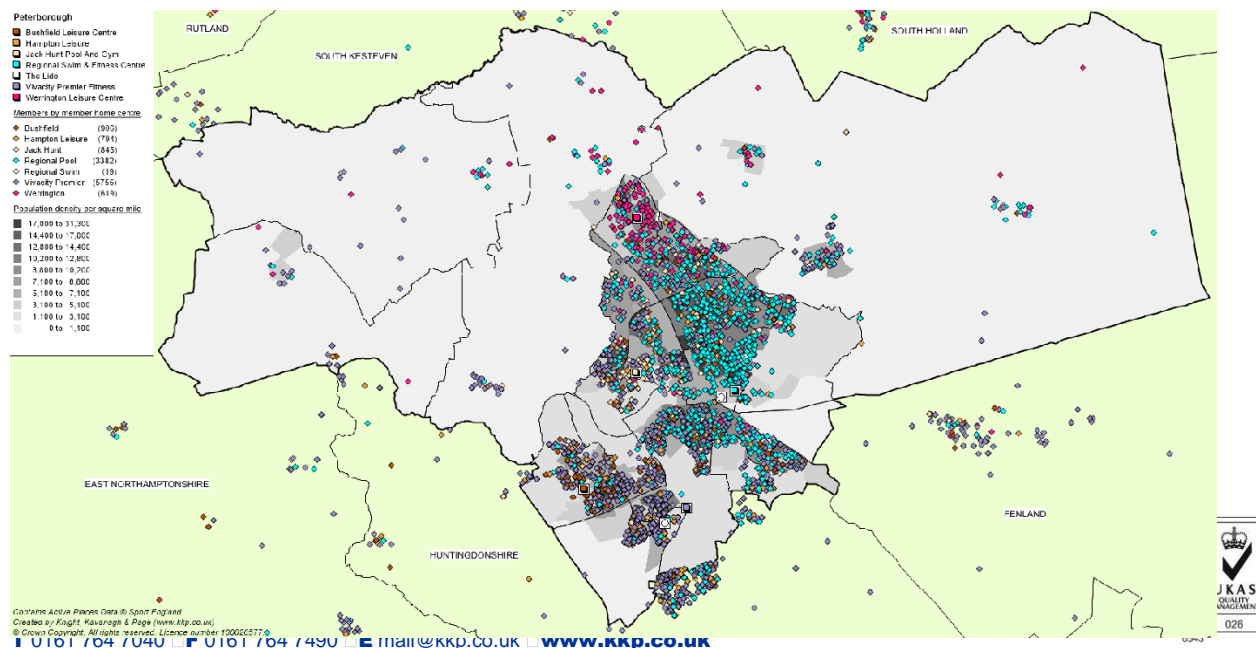 Peterborough
Bushfield Leisure Centre
Hampton Leisure
Jack Hunt Pool And Gym
Regional Swim & Fitness Centre
The Lido
Vivacity Premier Fitness
Werrington Leisure Centre
Members by member home centre
Bushfield (906)
Hampton Leisure (794)
Jack Hunt (845)
Regional Pool (3382)
Regional Swim (19)
Vivacity Premier (5756)
Werrington
Population density per square mile
17,000 to 31,300
14,400 to 17,000
12,800 to 14,400
10,200 to 12,800
8,800 to 10,200
7,100 to 8,800
5,100 to 7,100
3,100 to 5,100
1,100 to 3,100
0 to 1,100
RUTLAND
SOUTH KESTEVEN
SOUTH HOLLAND
EAST NORTHAMPTONSHIRE
HUNTINGDONSHIRE
FENLAND
Contains Active Places Data © Sport England
Created by Knight, Kavanagh & Page (www.kkp.co.uk)
© Crown Copyright. All rights reserved. Licence number 100020577.
T 0161 764 7040 F 0161 764 7490 E mail@kkp.co.uk www.kkp.co.uk
UKAS
QUALITY
MANAGEMENT
026